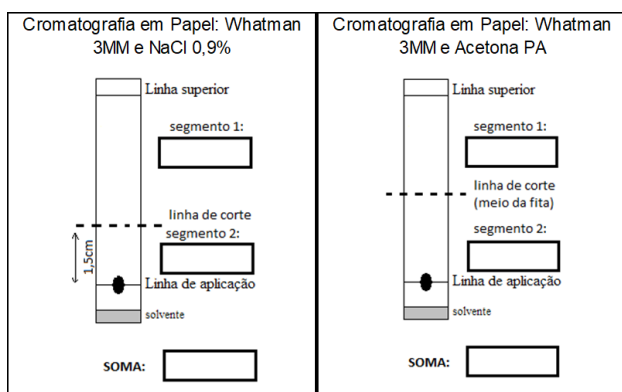 Cromatografia em Papel: Whatman
3MM e NaCl 0,9%
Linha superior
segmento 1:
linha de corte
segmento 2:
1,5cm
Linha de aplicação
solvente
SOMA:
Cromatografia em Papel: Whatman
3MM e Acetona PA
Linha superior
segmento 1:
linha de corte
(meio da fita)
segmento 2:
Linha de aplicação
solvente
SOMA: